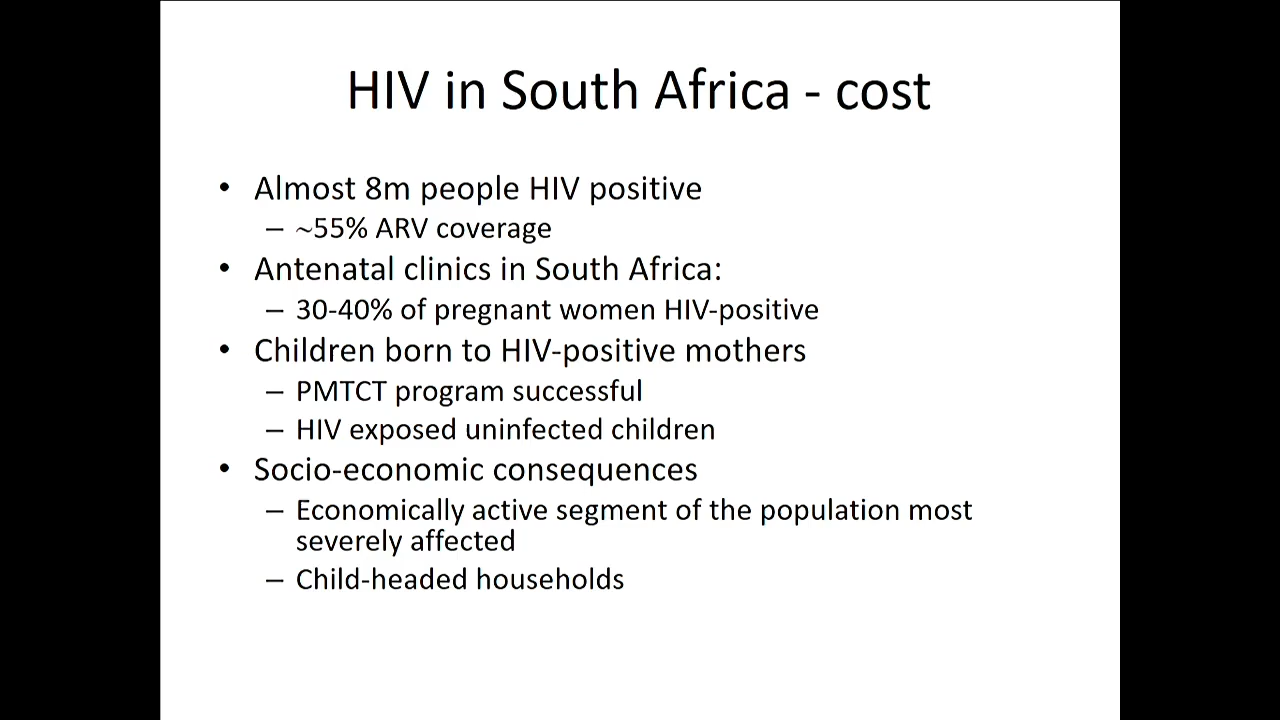 HIV in South Africa - cost
• Almost 8m people HIV positive
– ~55% ARV coverage
• Antenatal clinics in South Africa:
– 30-40% of pregnant women HIV-positive
• Children born to HIV-positive mothers
– PMTCT program successful
– HIV exposed uninfected children
• Socio-economic consequences
– Economically active segment of the population most
severely affected
– Child-headed households